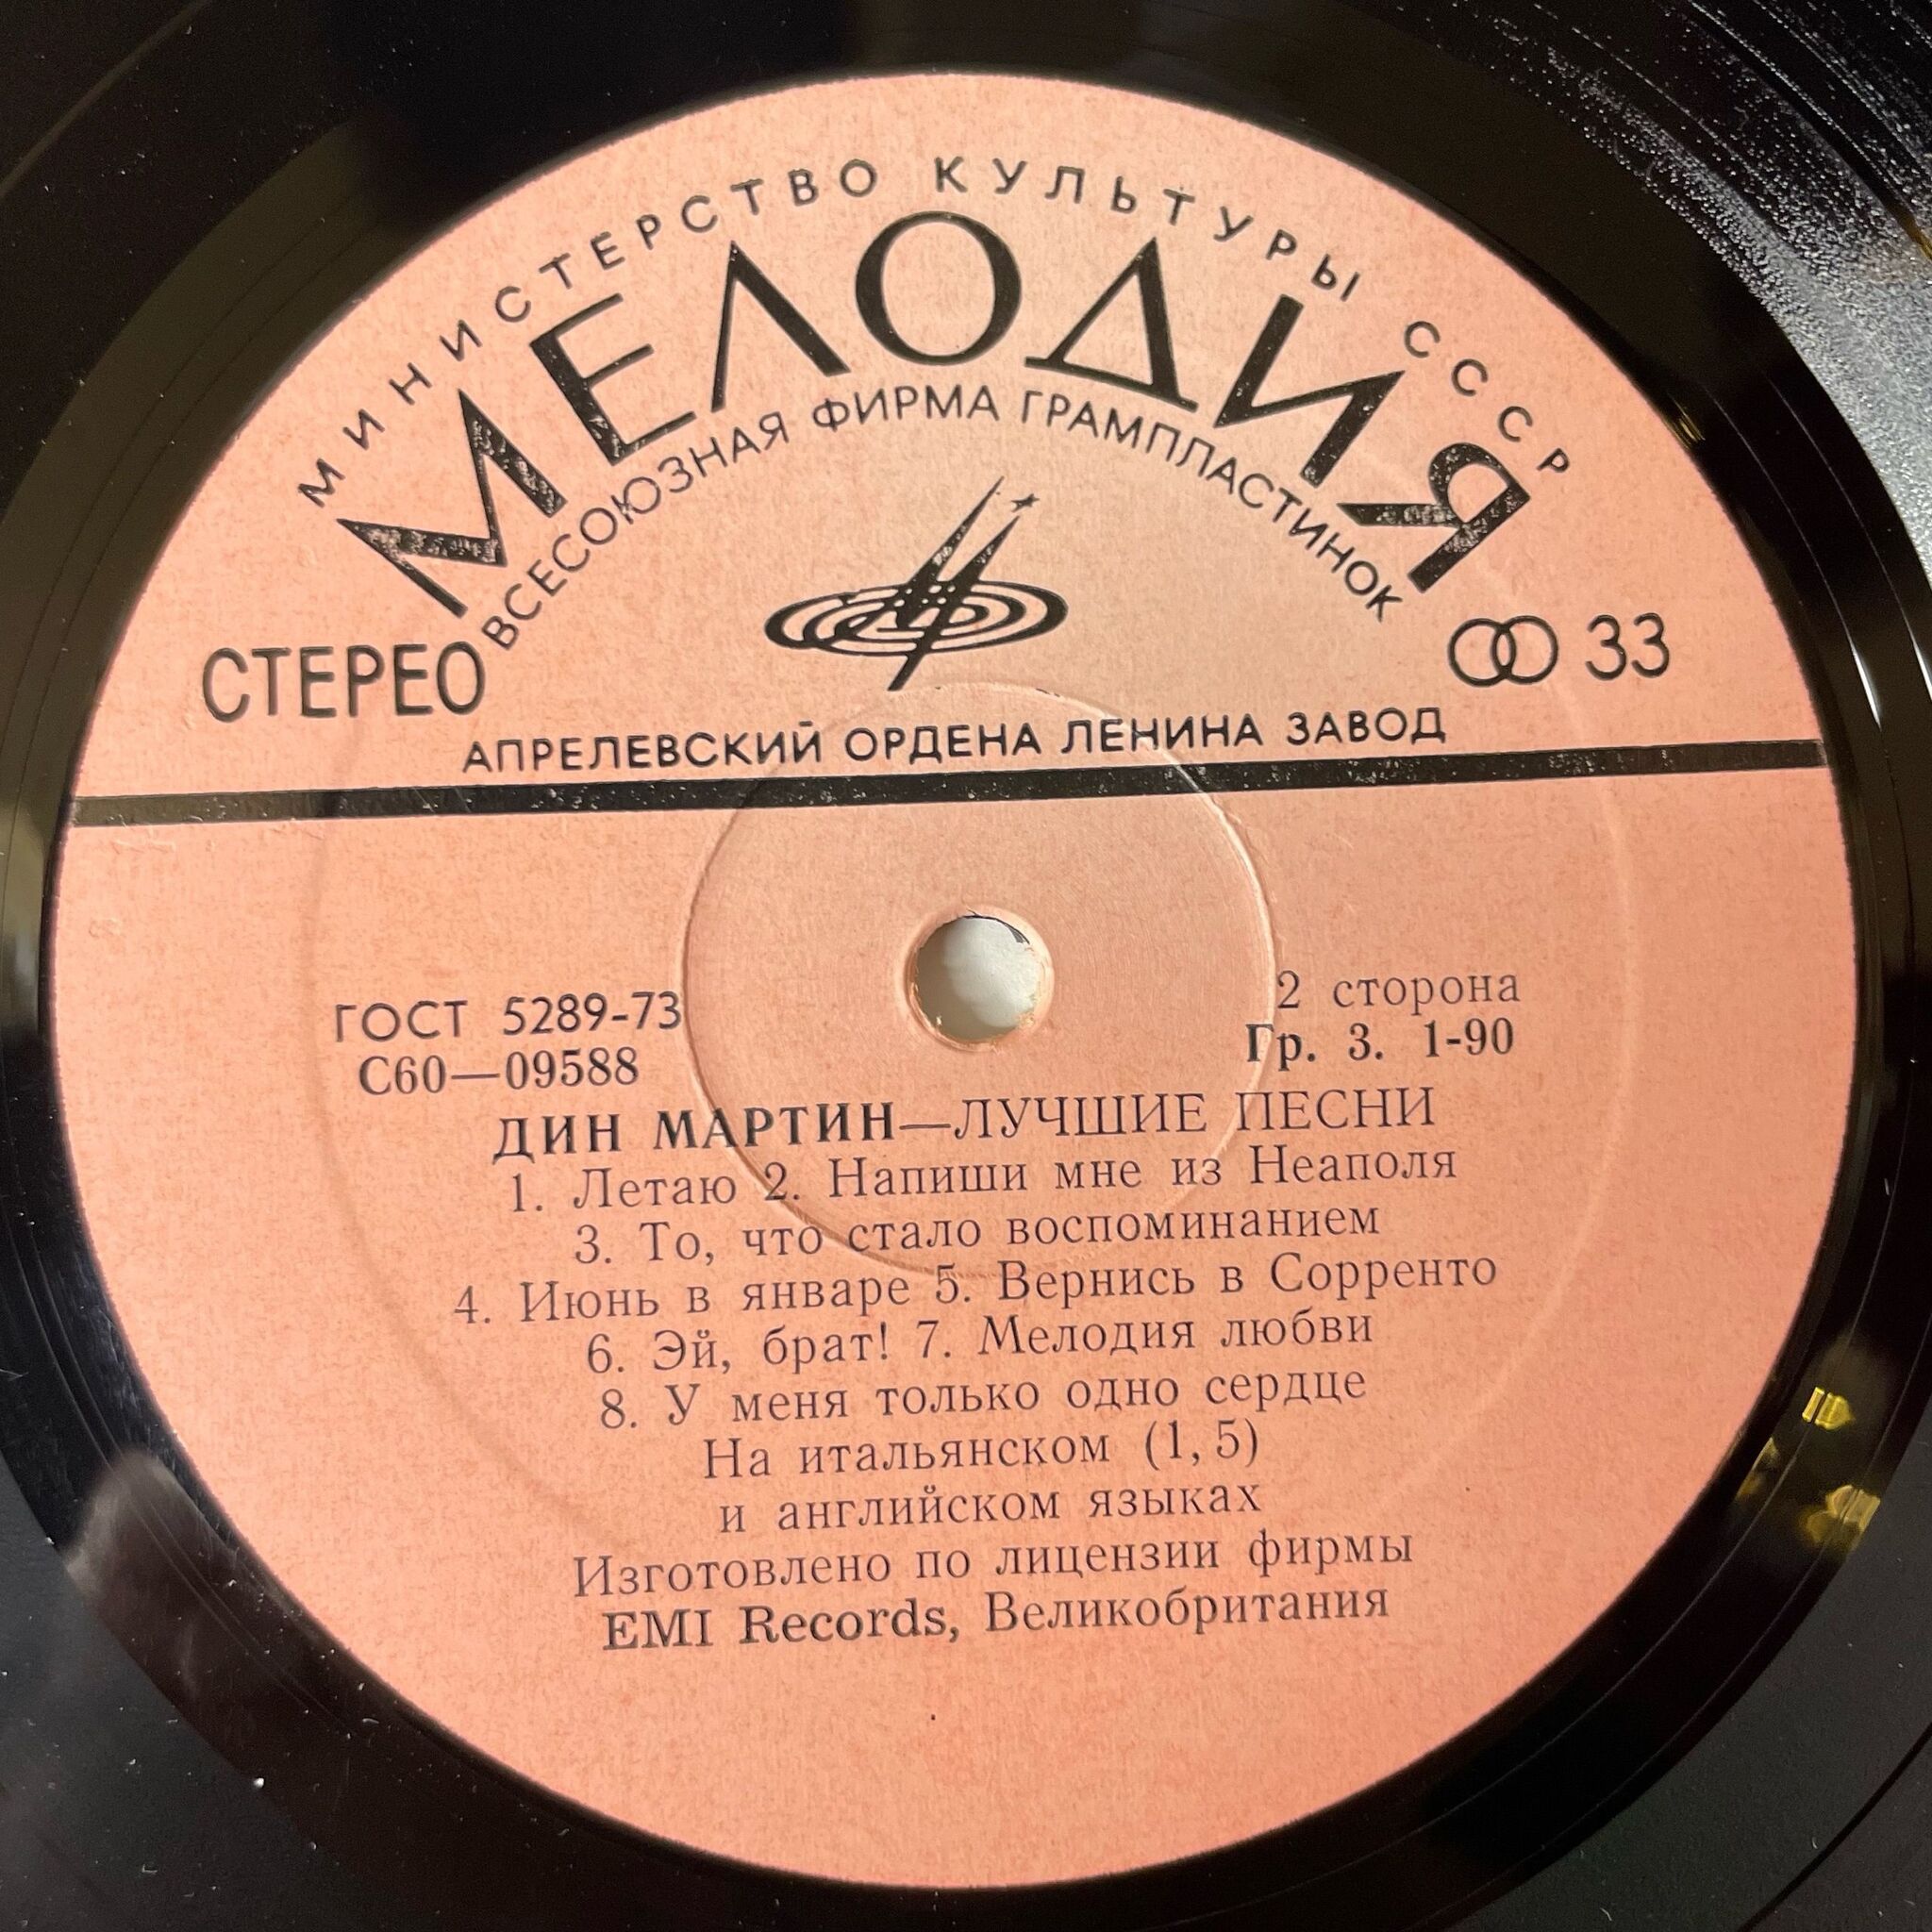 МИНИСТЕРСТВО КУЛЬТУРЫ СССР
МЕЛОДИЯ
ВСЕСОЮЗНАЯ ФИРМА ГРАМПЛАСТИНОК
СТЕРЕО
33
АПРЕЛЕВСКИЙ ОРДЕНА ЛЕНИНА ЗАВОД
ГОСТ 5289-73
С60—09588
2 сторона
Гр. 3. 1-90
ДИН МАРТИН—ЛУЧШИЕ ПЕСНИ
1. Летаю 2. Напиши мне из Неаполя
3. То, что стало воспоминанием
4. Июнь в январе 5. Вернись в Сорренто
6. Эй, брат! 7. Мелодия любви
8. У меня только одно сердце
На итальянском (1, 5)
и английском языках
Изготовлено по лицензии фирмы
EMI Records, Великобритания